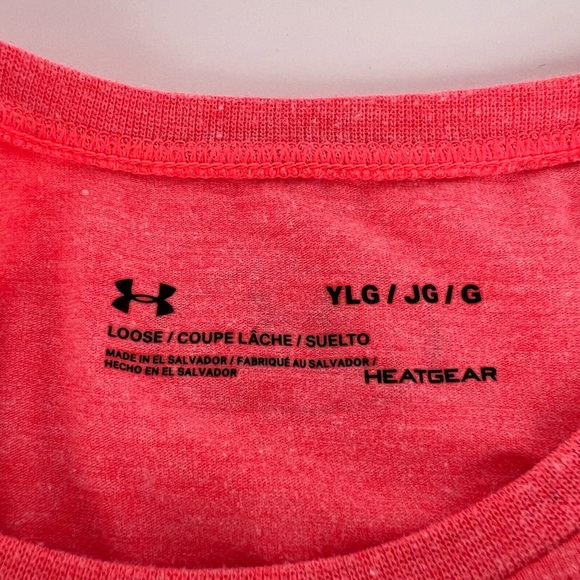 YLG / JG / G
LOOSE / COUPE LÂCHE / SUELTO
MADE IN EL SALVADOR / FABRIQUÉ AU SALVADOR /
HECHO EN EL SALVADOR
HEATGEAR